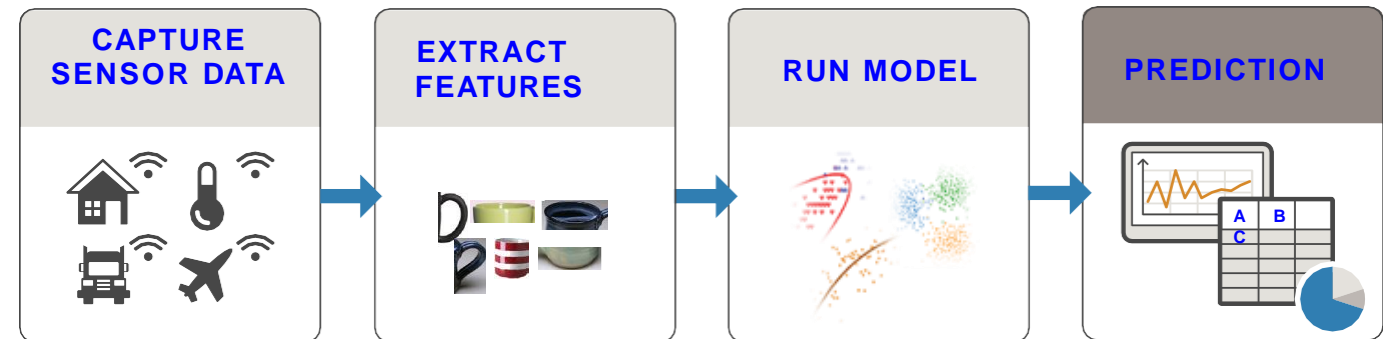 CAPTURE
SENSOR DATA
EXTRACT
FEATURES
RUN MODEL
PREDICTION
A B
C